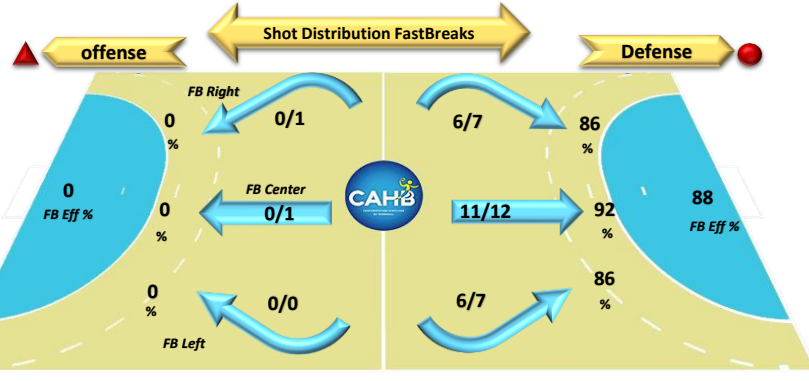 Shot Distribution FastBreaks
offense
Defense
FB Right
0
%
0/1
6/7
86
%
0
FB Eff %
FB Center
0
%
0/1
CAHB
11/12
92
%
88
FB Eff %
0
%
0/0
6/7
86
%
FB Left